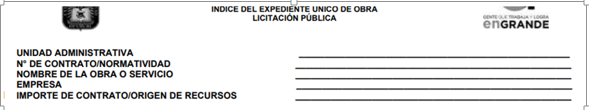 INDICE DEL EXPEDIENTE UNICO DE OBRA
LICITACIÓN PÚBLICA
GENTE QUE TRABAJA Y LOGRA
enGRANDE
UNIDAD ADMINISTRATIVA
N° DE CONTRATO/NORMATIVIDAD
NOMBRE DE LA OBRA O SERVICIO
EMPRESA
IMPORTE DE CONTRATO/ORIGEN DE RECURSOS